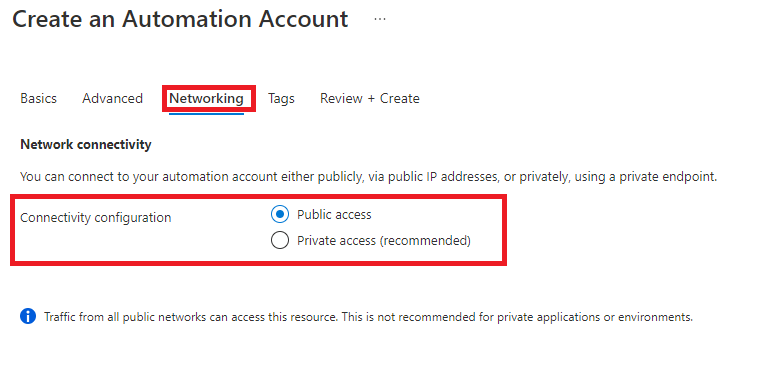 Create an Automation Account ...
Basics Advanced Networking Tags Review + Create
Network connectivity
You can connect to your automation account either publicly, via public IP addresses, or privately, using a private endpoint.
Connectivity configuration Public access
Private access (recommended)
Traffic from all public networks can access this resource. This is not recommended for private applications or environments.